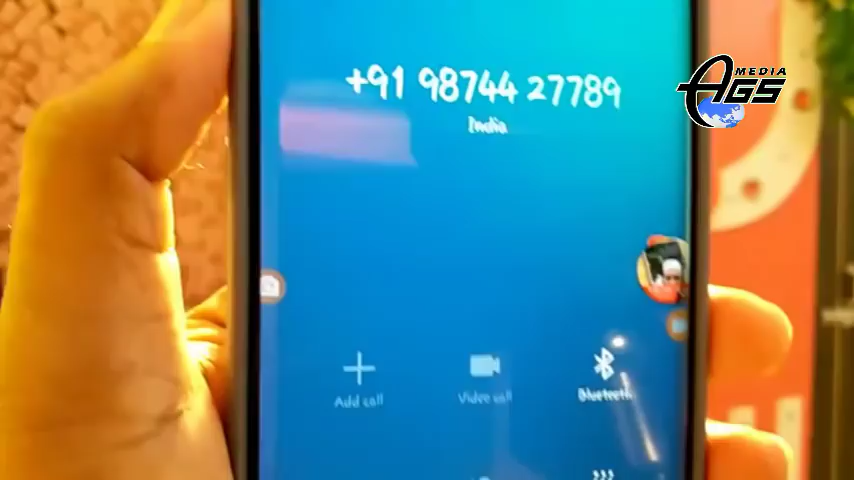 +91 98744 27789
India
MEDIA
AGS
Add call
Video call
Bluetooth